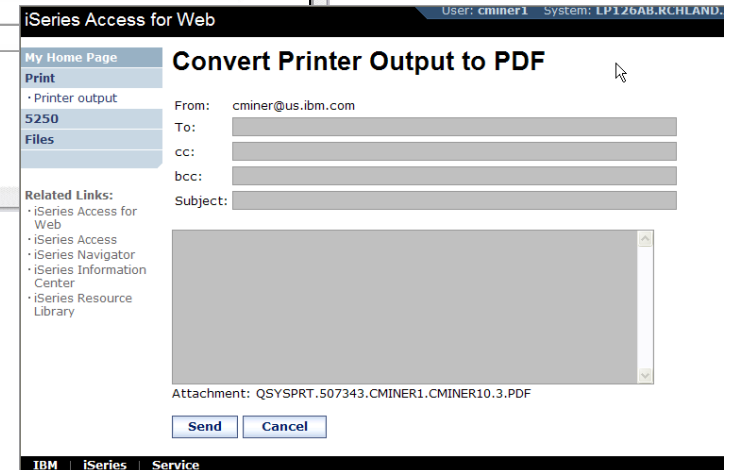 iSeries Access for Web
User: cminer1 System: LP126AB.RCHLAND.
My Home Page
Print
· Printer output
5250
Files
Related Links:
· iSeries Access for
Web
· iSeries Access
· iSeries Navigator
· iSeries Information
Center
· iSeries Resource
Library
Convert Printer Output to PDF
From: cminer@us.ibm.com
To:
cc:
bcc:
Subject:
Attachment: QSYSPRT.507343.CMINER1.CMINER10.3.PDF
Send Cancel
IBM | iSeries | Service